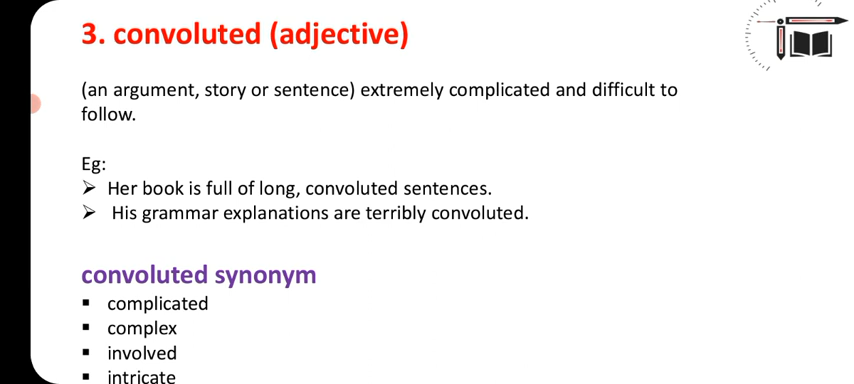 3. convoluted (adjective)
(an argument, story or sentence) extremely complicated and difficult to
follow.
Eg:
➢ Her book is full of long, convoluted sentences.
➢ His grammar explanations are terribly convoluted.
convoluted synonym
▪ complicated
▪ complex
▪ involved
▪ intricate